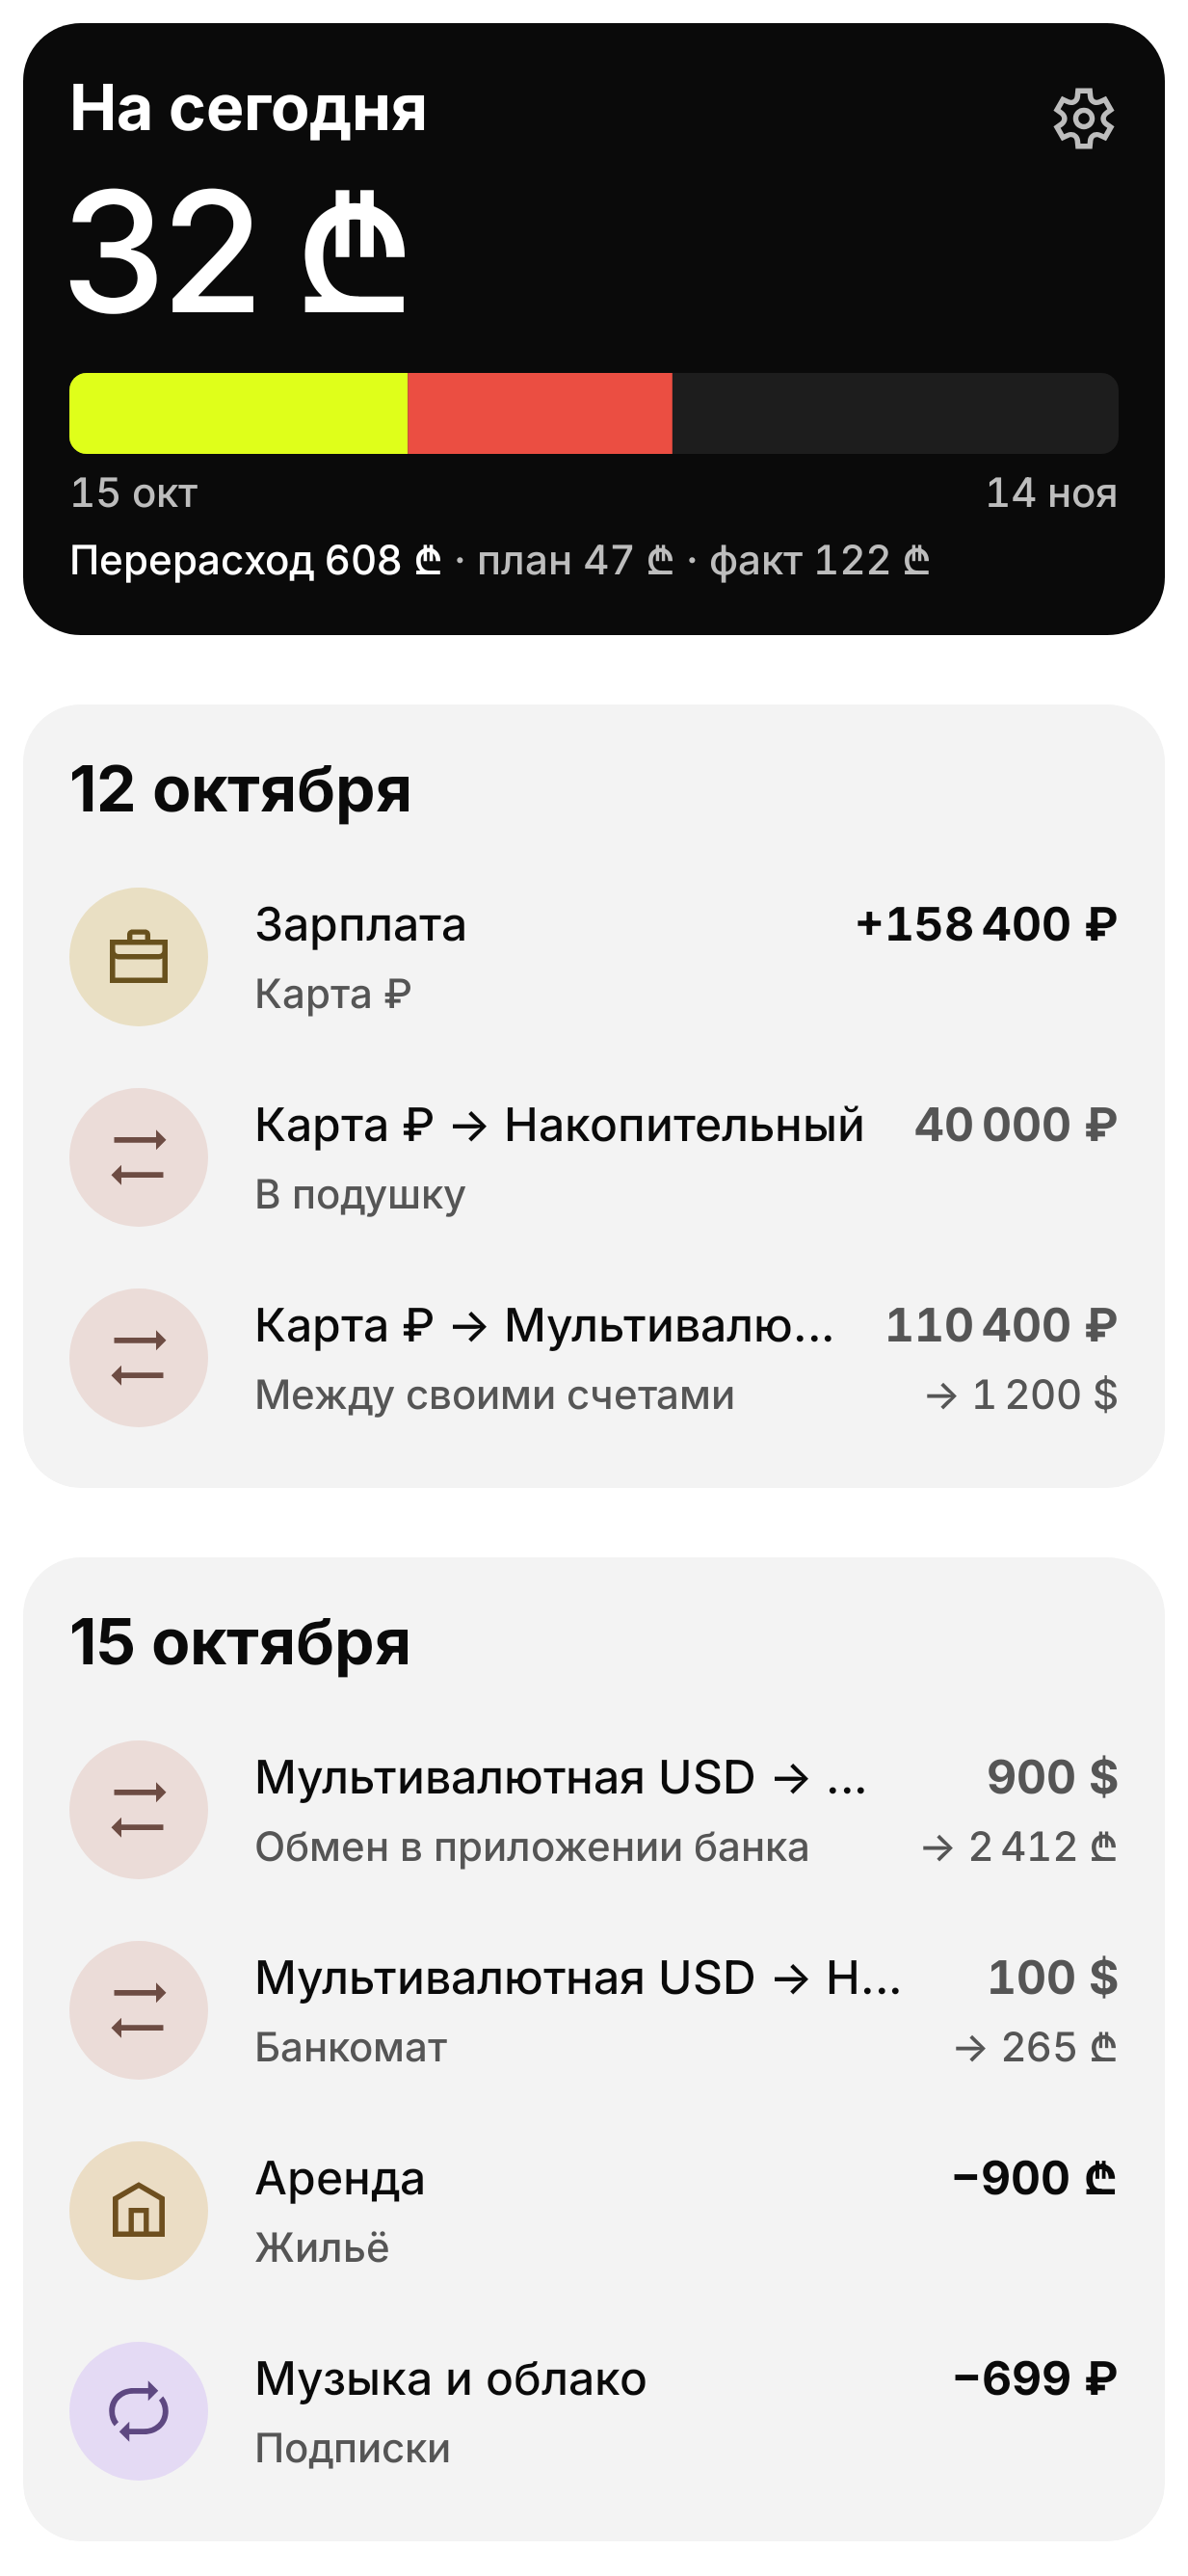 На сегодня
32 ₾
15 окт 14 ноя
Перерасход 608 ₾ · план 47 ₾ · факт 122 ₾
12 октября
Зарплата +158 400 ₽
Карта ₽
Карта ₽ → Накопительный 40 000 ₽
В подушку
Карта ₽ → Мультивалю... 110 400 ₽
Между своими счетами → 1 200 $
15 октября
Мультивалютная USD → ... 900 $
Обмен в приложении банка → 2 412 ₾
Мультивалютная USD → Н... 100 $
Банкомат → 265 ₾
Аренда −900 ₾
Жильё
Музыка и облако −699 ₽
Подписки